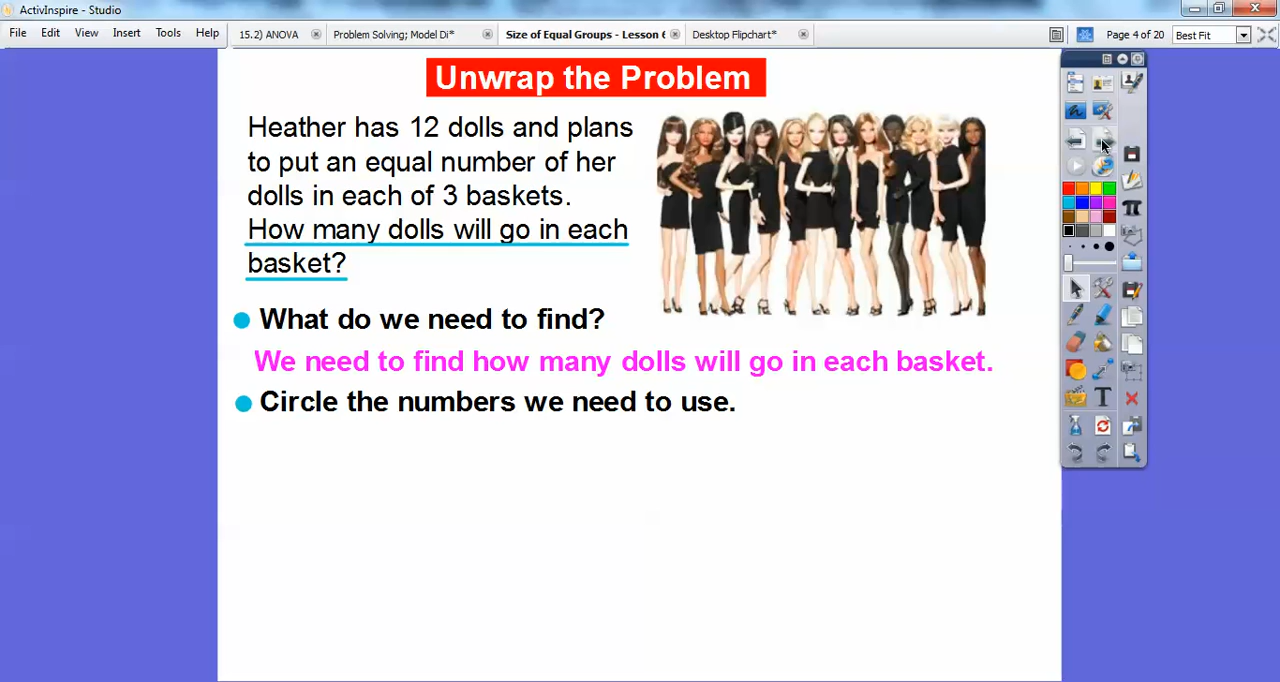 ActivInspire - Studio
File Edit View Insert Tools Help
15.2) ANOVA
Problem Solving; Model Di*
Size of Equal Groups - Lesson 6
Desktop Flipchart*
Page 4 of 20
Best Fit
Unwrap the Problem
Heather has 12 dolls and plans
to put an equal number of her
dolls in each of 3 baskets.
How many dolls will go in each
basket?
What do we need to find?
We need to find how many dolls will go in each basket.
Circle the numbers we need to use.